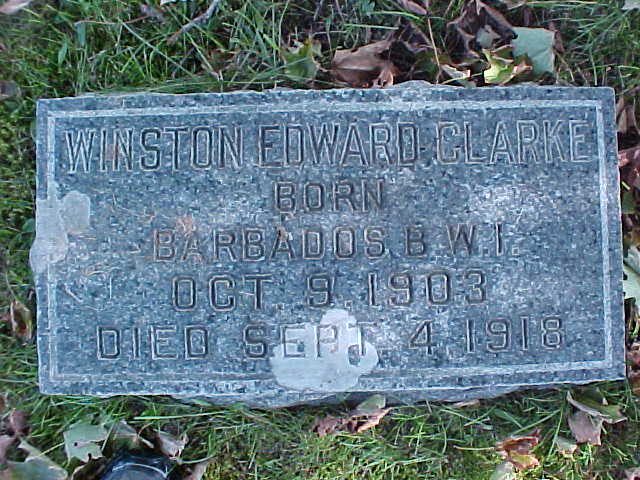 WINSTON EDWARD CLARKE
BORN
BARBADOS B.W.I.
OCT. 9. 1903
DIED SEPT. 4. 1918